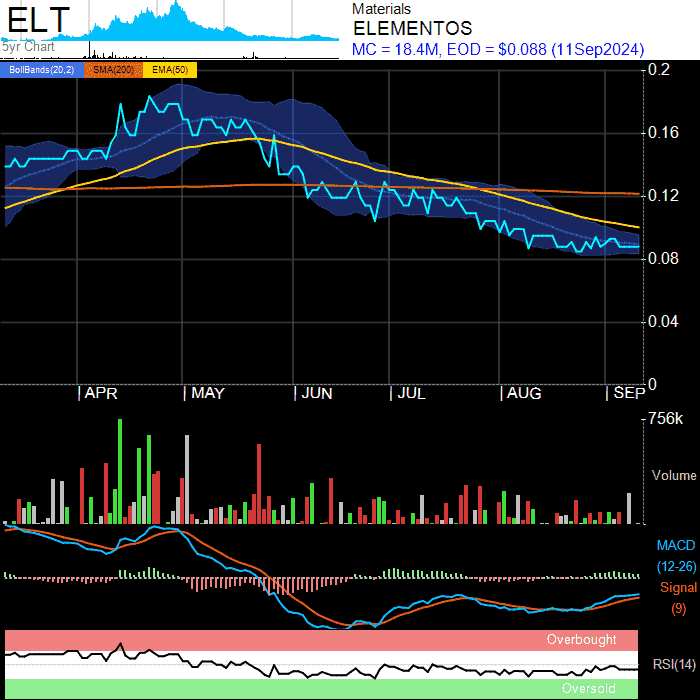 ELT
5yr Chart
Materials
ELEMENTOS
MC = 18.4M, EOD = $0.088 (11Sep2024)
BollBands(20,2) SMA(200) EMA(50)
0.2
0.16
0.12
0.08
0.04
0
APR MAY JUN JUL AUG SEP
756k
Volume
MACD
(12-26)
Signal
(9)
Overbought
RSI(14)
Oversold